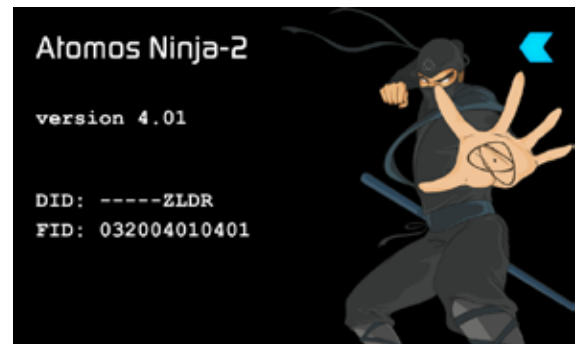 Atomos Ninja-2
version 4.01
DID: -----ZLDR
FID: 032004010401